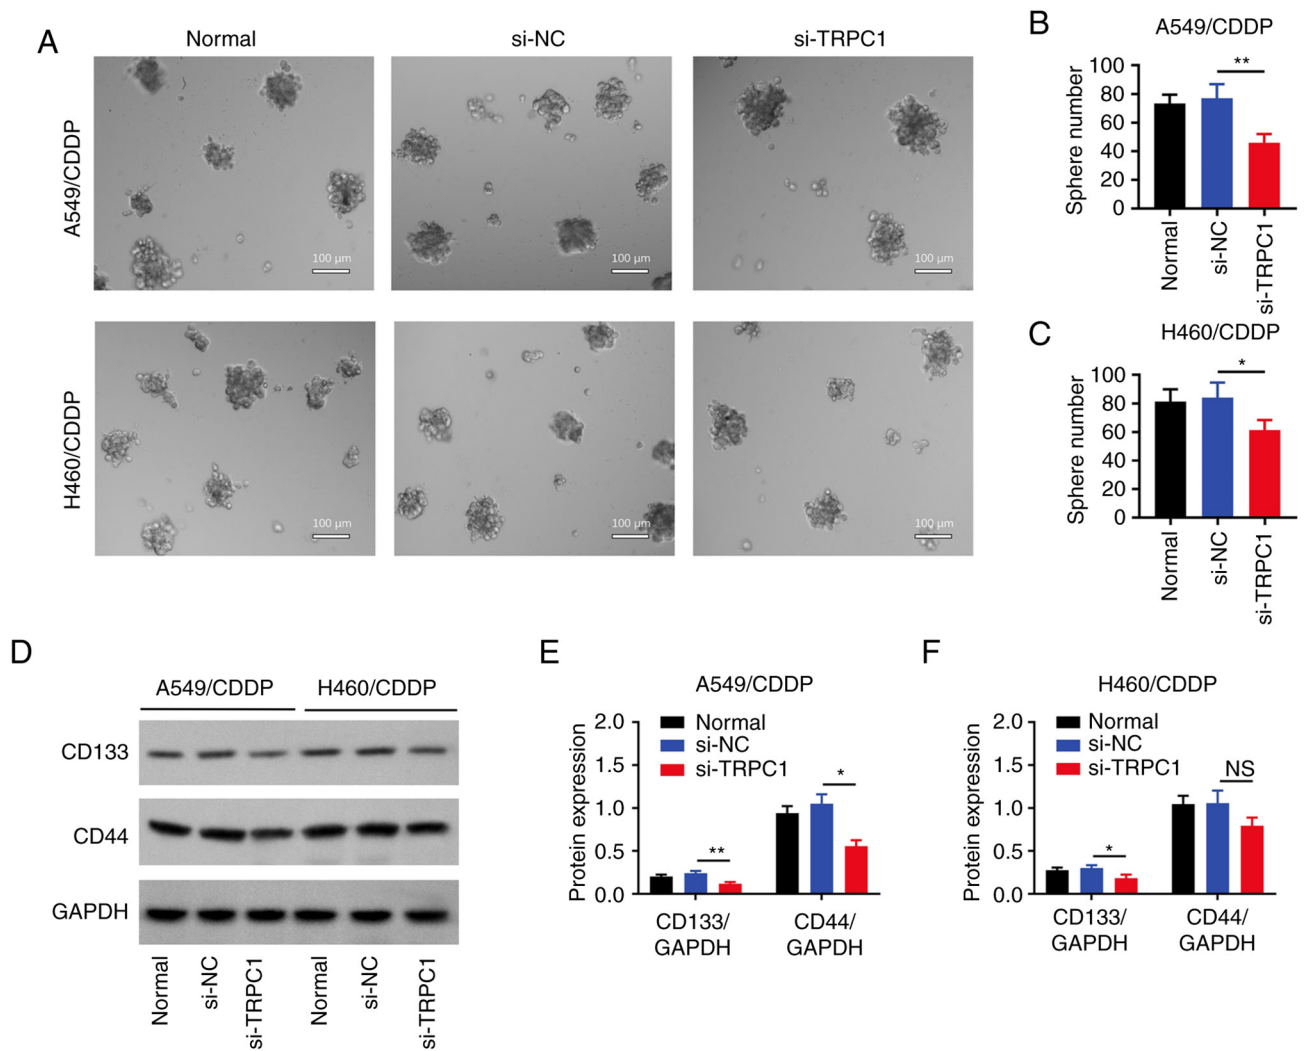 A
Normal
si-NC
si-TRPC1
A549/CDDP
100 µm
100 µm
100 µm
H460/CDDP
100 µm
100 µm
100 µm
B
A549/CDDP
**
Sphere number
100
80
60
40
20
0
Normal
si-NC
si-TRPC1
C
H460/CDDP
*
Sphere number
100
80
60
40
20
0
Normal
si-NC
si-TRPC1
D
A549/CDDP
H460/CDDP
CD133
CD44
GAPDH
Normal
si-NC
si-TRPC1
Normal
si-NC
si-TRPC1
E
A549/CDDP
Normal
si-NC
si-TRPC1
Protein expression
2.0
1.5
1.0
0.5
0.0
**
*
CD133/
GAPDH
CD44/
GAPDH
F
H460/CDDP
Normal
si-NC
si-TRPC1
Protein expression
2.0
1.5
1.0
0.5
0.0
*
NS
CD133/
GAPDH
CD44/
GAPDH